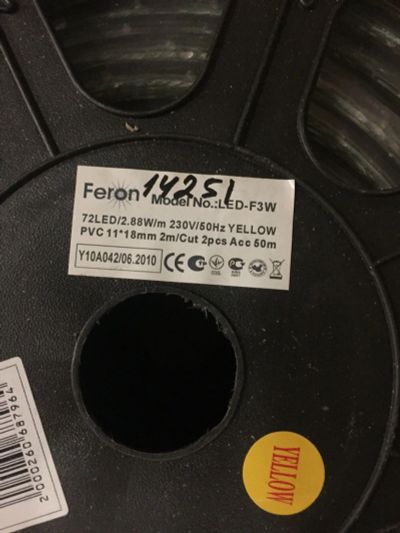 14251
Feron Model No.:LED-F3W
72LED/2.88W/m 230V/50Hz YELLOW
PVC 11*18mm 2m/Cut 2pcs Acc 50m
Y10A042/06.2010
2000260687964
YELLOW